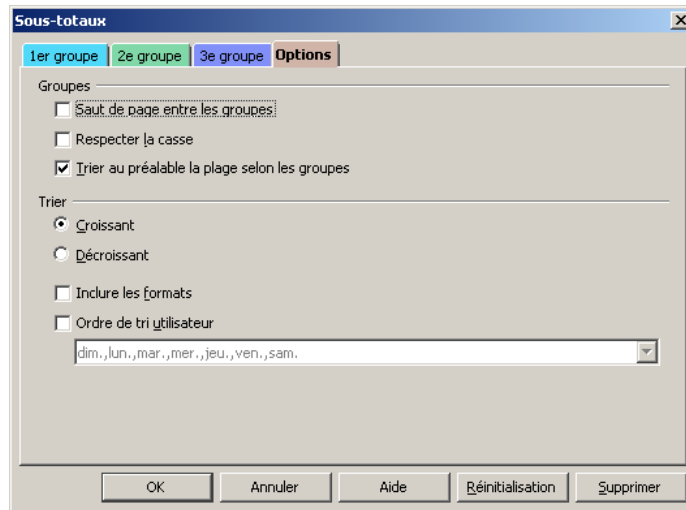 Sous-totaux
1er groupe 2e groupe 3e groupe Options
Groupes
Saut de page entre les groupes
Respecter la casse
Trier au préalable la plage selon les groupes
Trier
Croissant
Décroissant
Inclure les formats
Ordre de tri utilisateur
dim.,lun.,mar.,mer.,jeu.,ven.,sam.
OK Annuler Aide Réinitialisation Supprimer